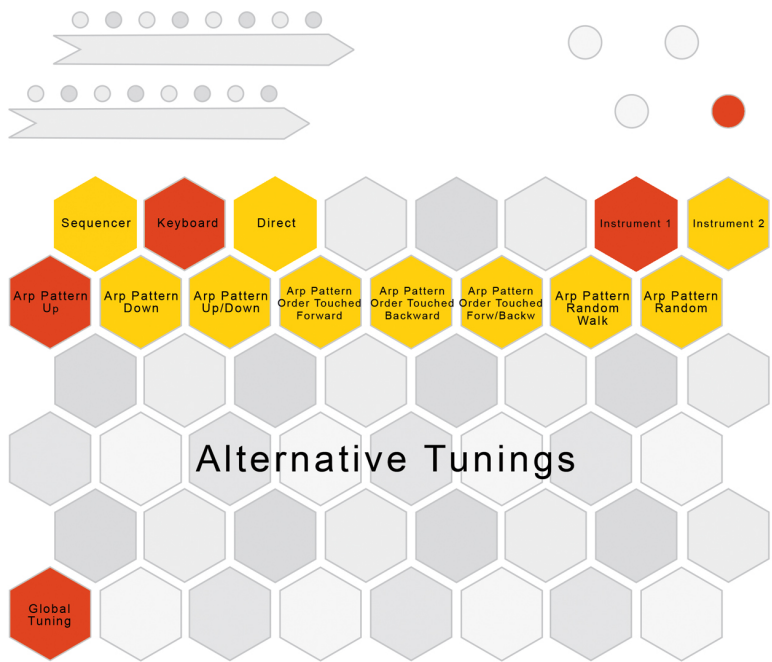 Sequencer
Keyboard
Direct
Instrument 1
Instrument 2
Arp Pattern
Up
Arp Pattern
Down
Arp Pattern
Up/Down
Arp Pattern
Order Touched
Forward
Arp Pattern
Order Touched
Backward
Arp Pattern
Order Touched
Forw/Backw
Arp Pattern
Random
Walk
Arp Pattern
Random
Alternative Tunings
Global
Tuning